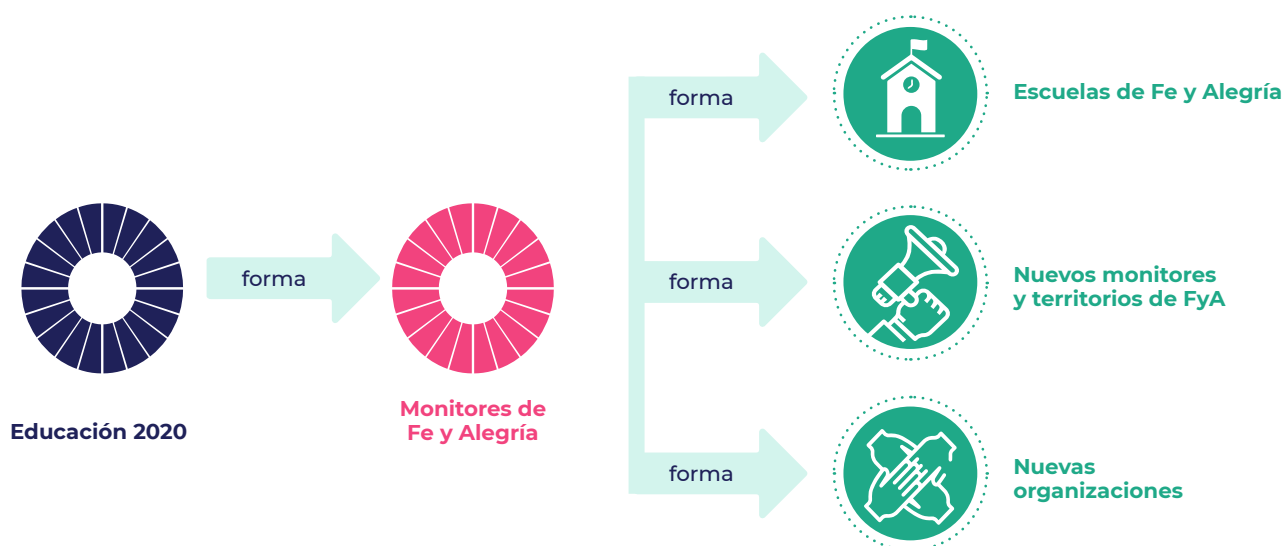 forma
Escuelas de Fe y Alegría
forma
Educación 2020
Monitores de
Fe y Alegría
forma
Nuevos monitores
y territorios de FyA
forma
Nuevas
organizaciones